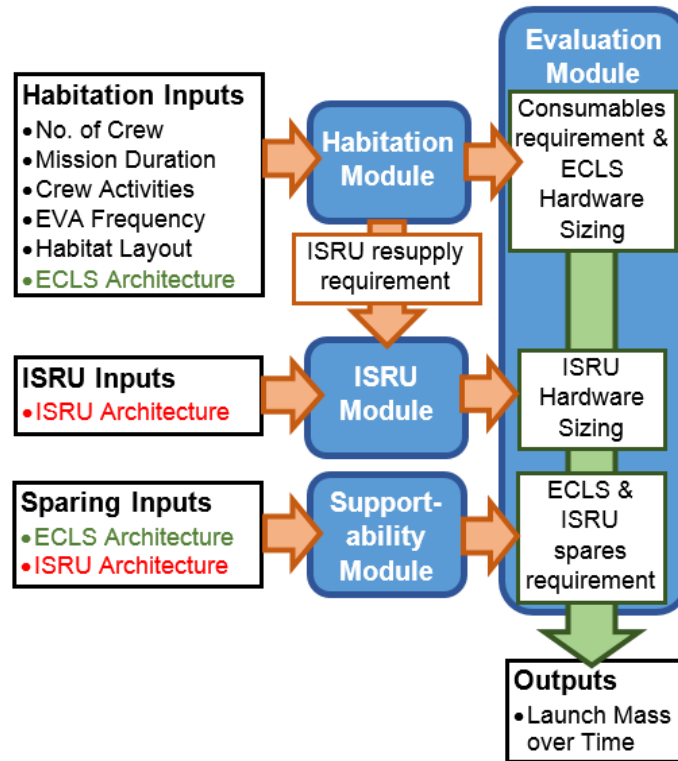 Habitation Inputs
•No. of Crew
•Mission Duration
•Crew Activities
•EVA Frequency
•Habitat Layout
•ECLS Architecture
Habitation
Module
Evaluation
Module
Consumables
requirement &
ECLS
Hardware
Sizing
ISRU resupply
requirement
ISRU Inputs
•ISRU Architecture
ISRU
Module
ISRU
Hardware
Sizing
Sparing Inputs
•ECLS Architecture
•ISRU Architecture
Support-
ability
Module
ECLS &
ISRU
spares
requirement
Outputs
•Launch Mass
over Time